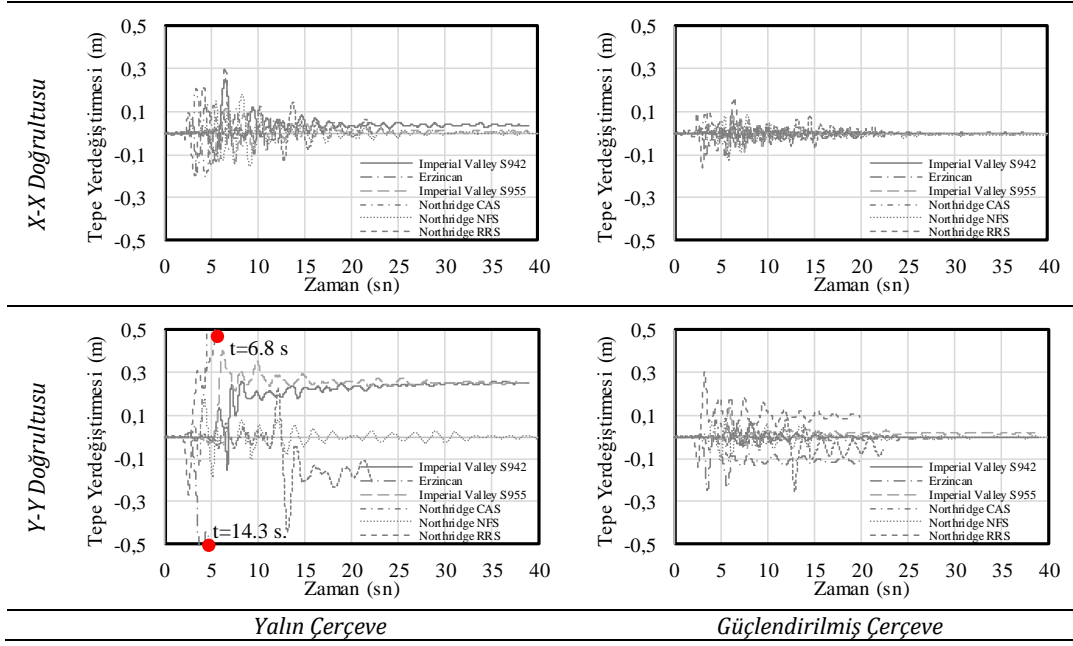 X-X Doğrultusu
Tepe Yerdeğiştirmesi (m)
0,5
0,3
0,1
-0,1
-0,3
-0,5
Imperial Valley S942
Erzincan
Imperial Valley S955
Northridge CAS
Northridge NFS
Northridge RRS
0 5 10 15 20 25 30 35 40
Zaman (sn)
Tepe Yerdeğiştirmesi (m)
0,5
0,3
0,1
-0,1
-0,3
-0,5
Imperial Valley S942
Erzincan
Imperial Valley S955
Northridge CAS
Northridge NFS
Northridge RRS
0 5 10 15 20 25 30 35 40
Zaman (sn)
Y-Y Doğrultusu
Tepe Yerdeğiştirmesi (m)
0,5
0,3
0,1
-0,1
-0,3
-0,5
t=6.8 s
t=14.3 s.
Imperial Valley S942
Erzincan
Imperial Valley S955
Northridge CAS
Northridge NFS
Northridge RRS
0 5 10 15 20 25 30 35 40
Zaman (sn)
Tepe Yerdeğiştirmesi (m)
0,5
0,3
0,1
-0,1
-0,3
-0,5
Imperial Valley S942
Erzincan
Imperial Valley S955
Northridge CAS
Northridge NFS
Northridge RRS
0 5 10 15 20 25 30 35 40
Zaman (sn)
Yalın Çerçeve
Güçlendirilmiş Çerçeve